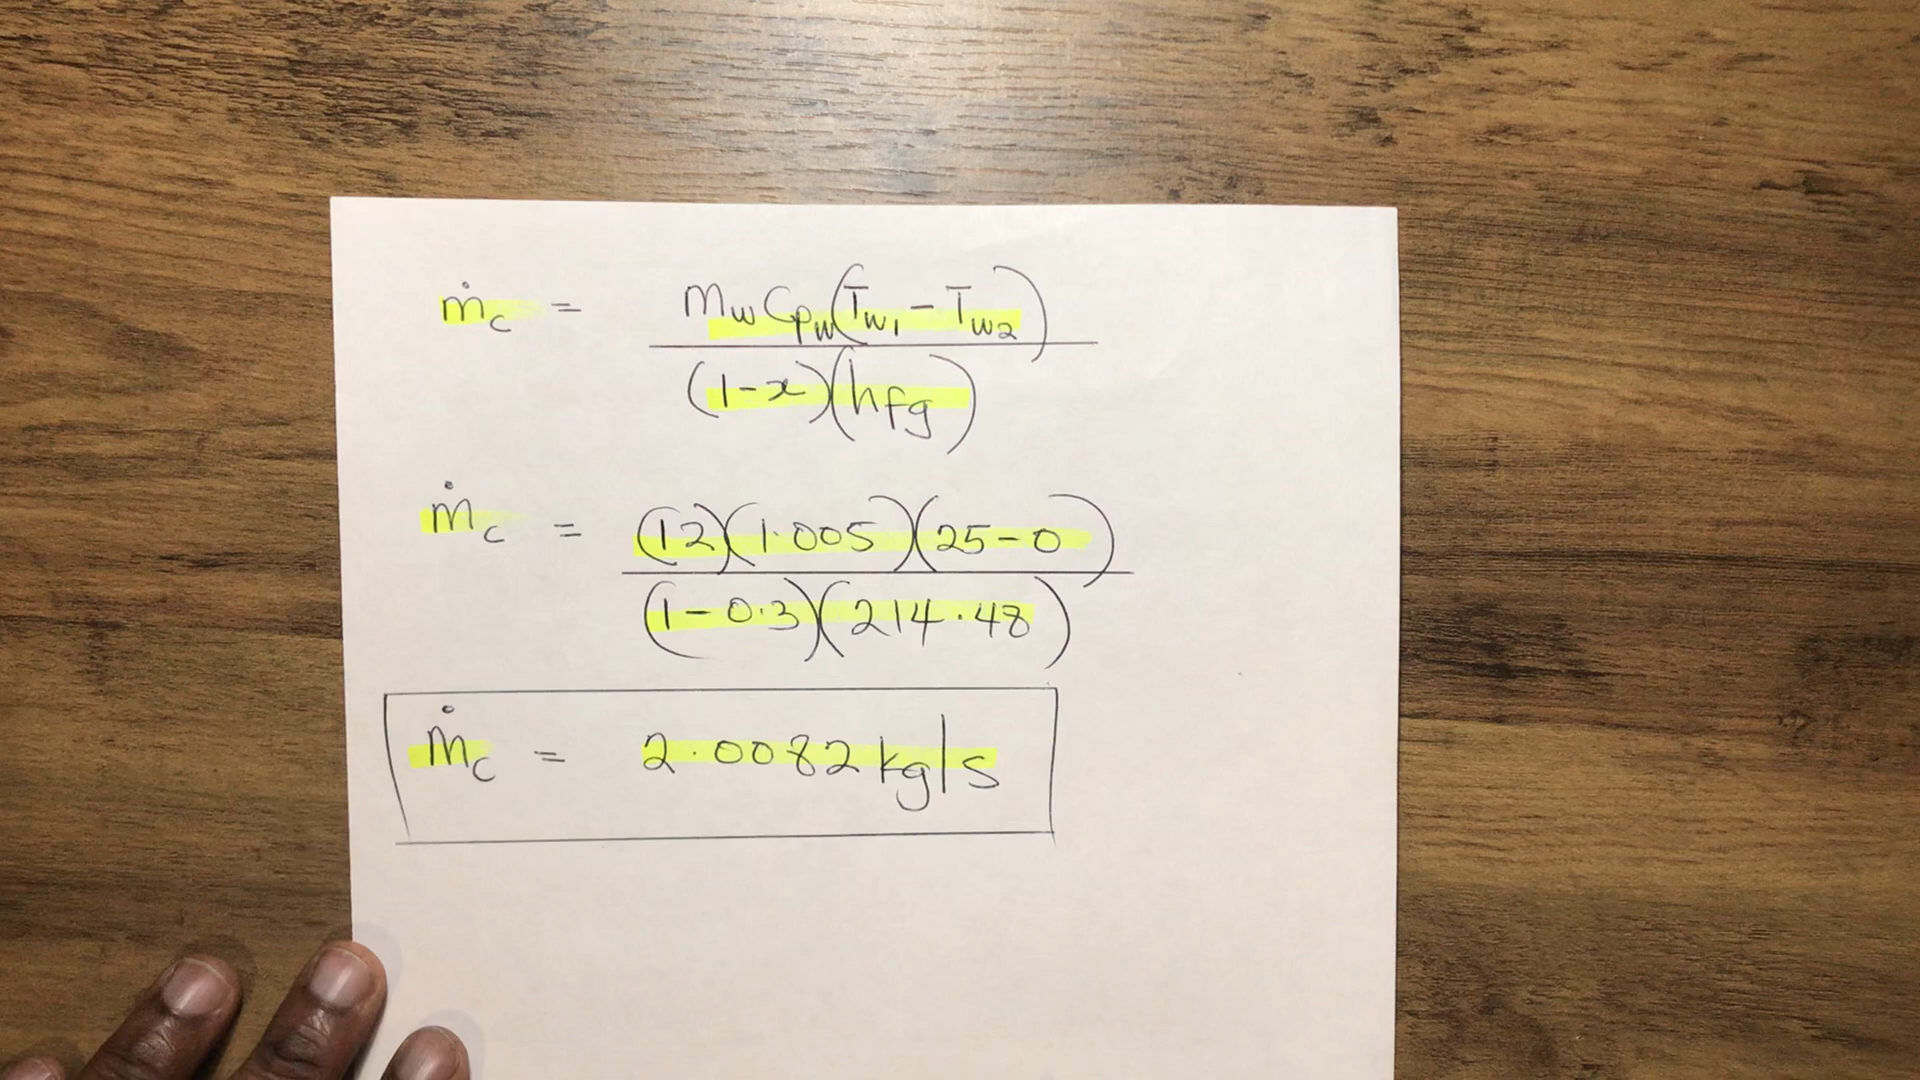 ṁc = mw Cpw(Tw1 - Tw2)
(1-x)(hfg)
ṁc = (12)(1.005)(25-0)
(1-0.3)(214.48)
ṁc = 2.0082 kg/s